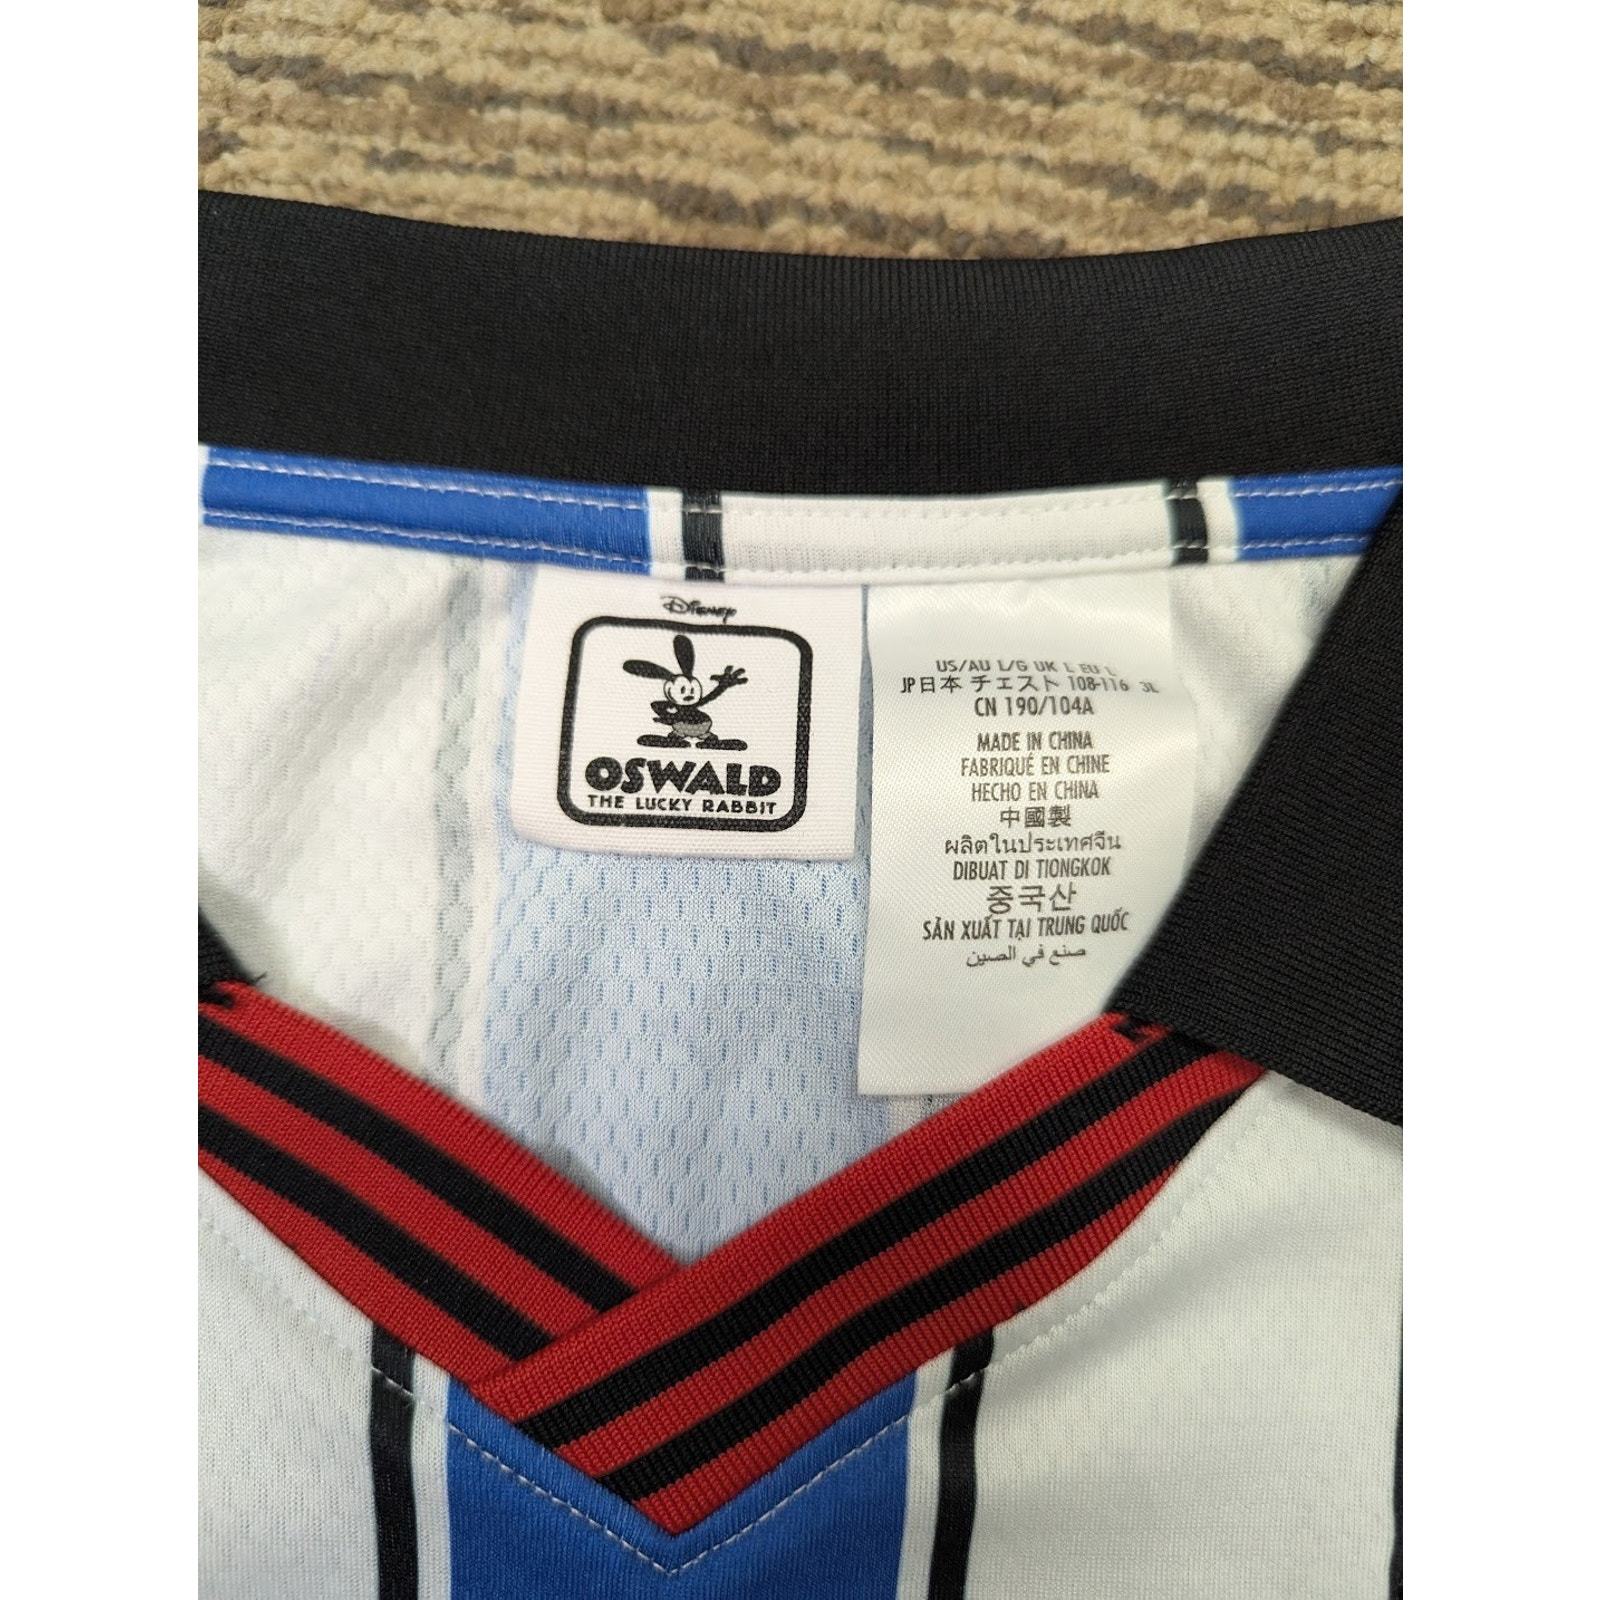 Disney
OSWALD
THE LUCKY RABBIT
US/AU L/G UK L EU L
JP日本 チェスト 108-116 3L
CN 190/104A
MADE IN CHINA
FABRIQUÉ EN CHINE
HECHO EN CHINA
中國製
ผลิตในประเทศจีน
DIBUAT DI TIONGKOK
중국산
SẢN XUẤT TẠI TRUNG QUỐC
صنع في الصين